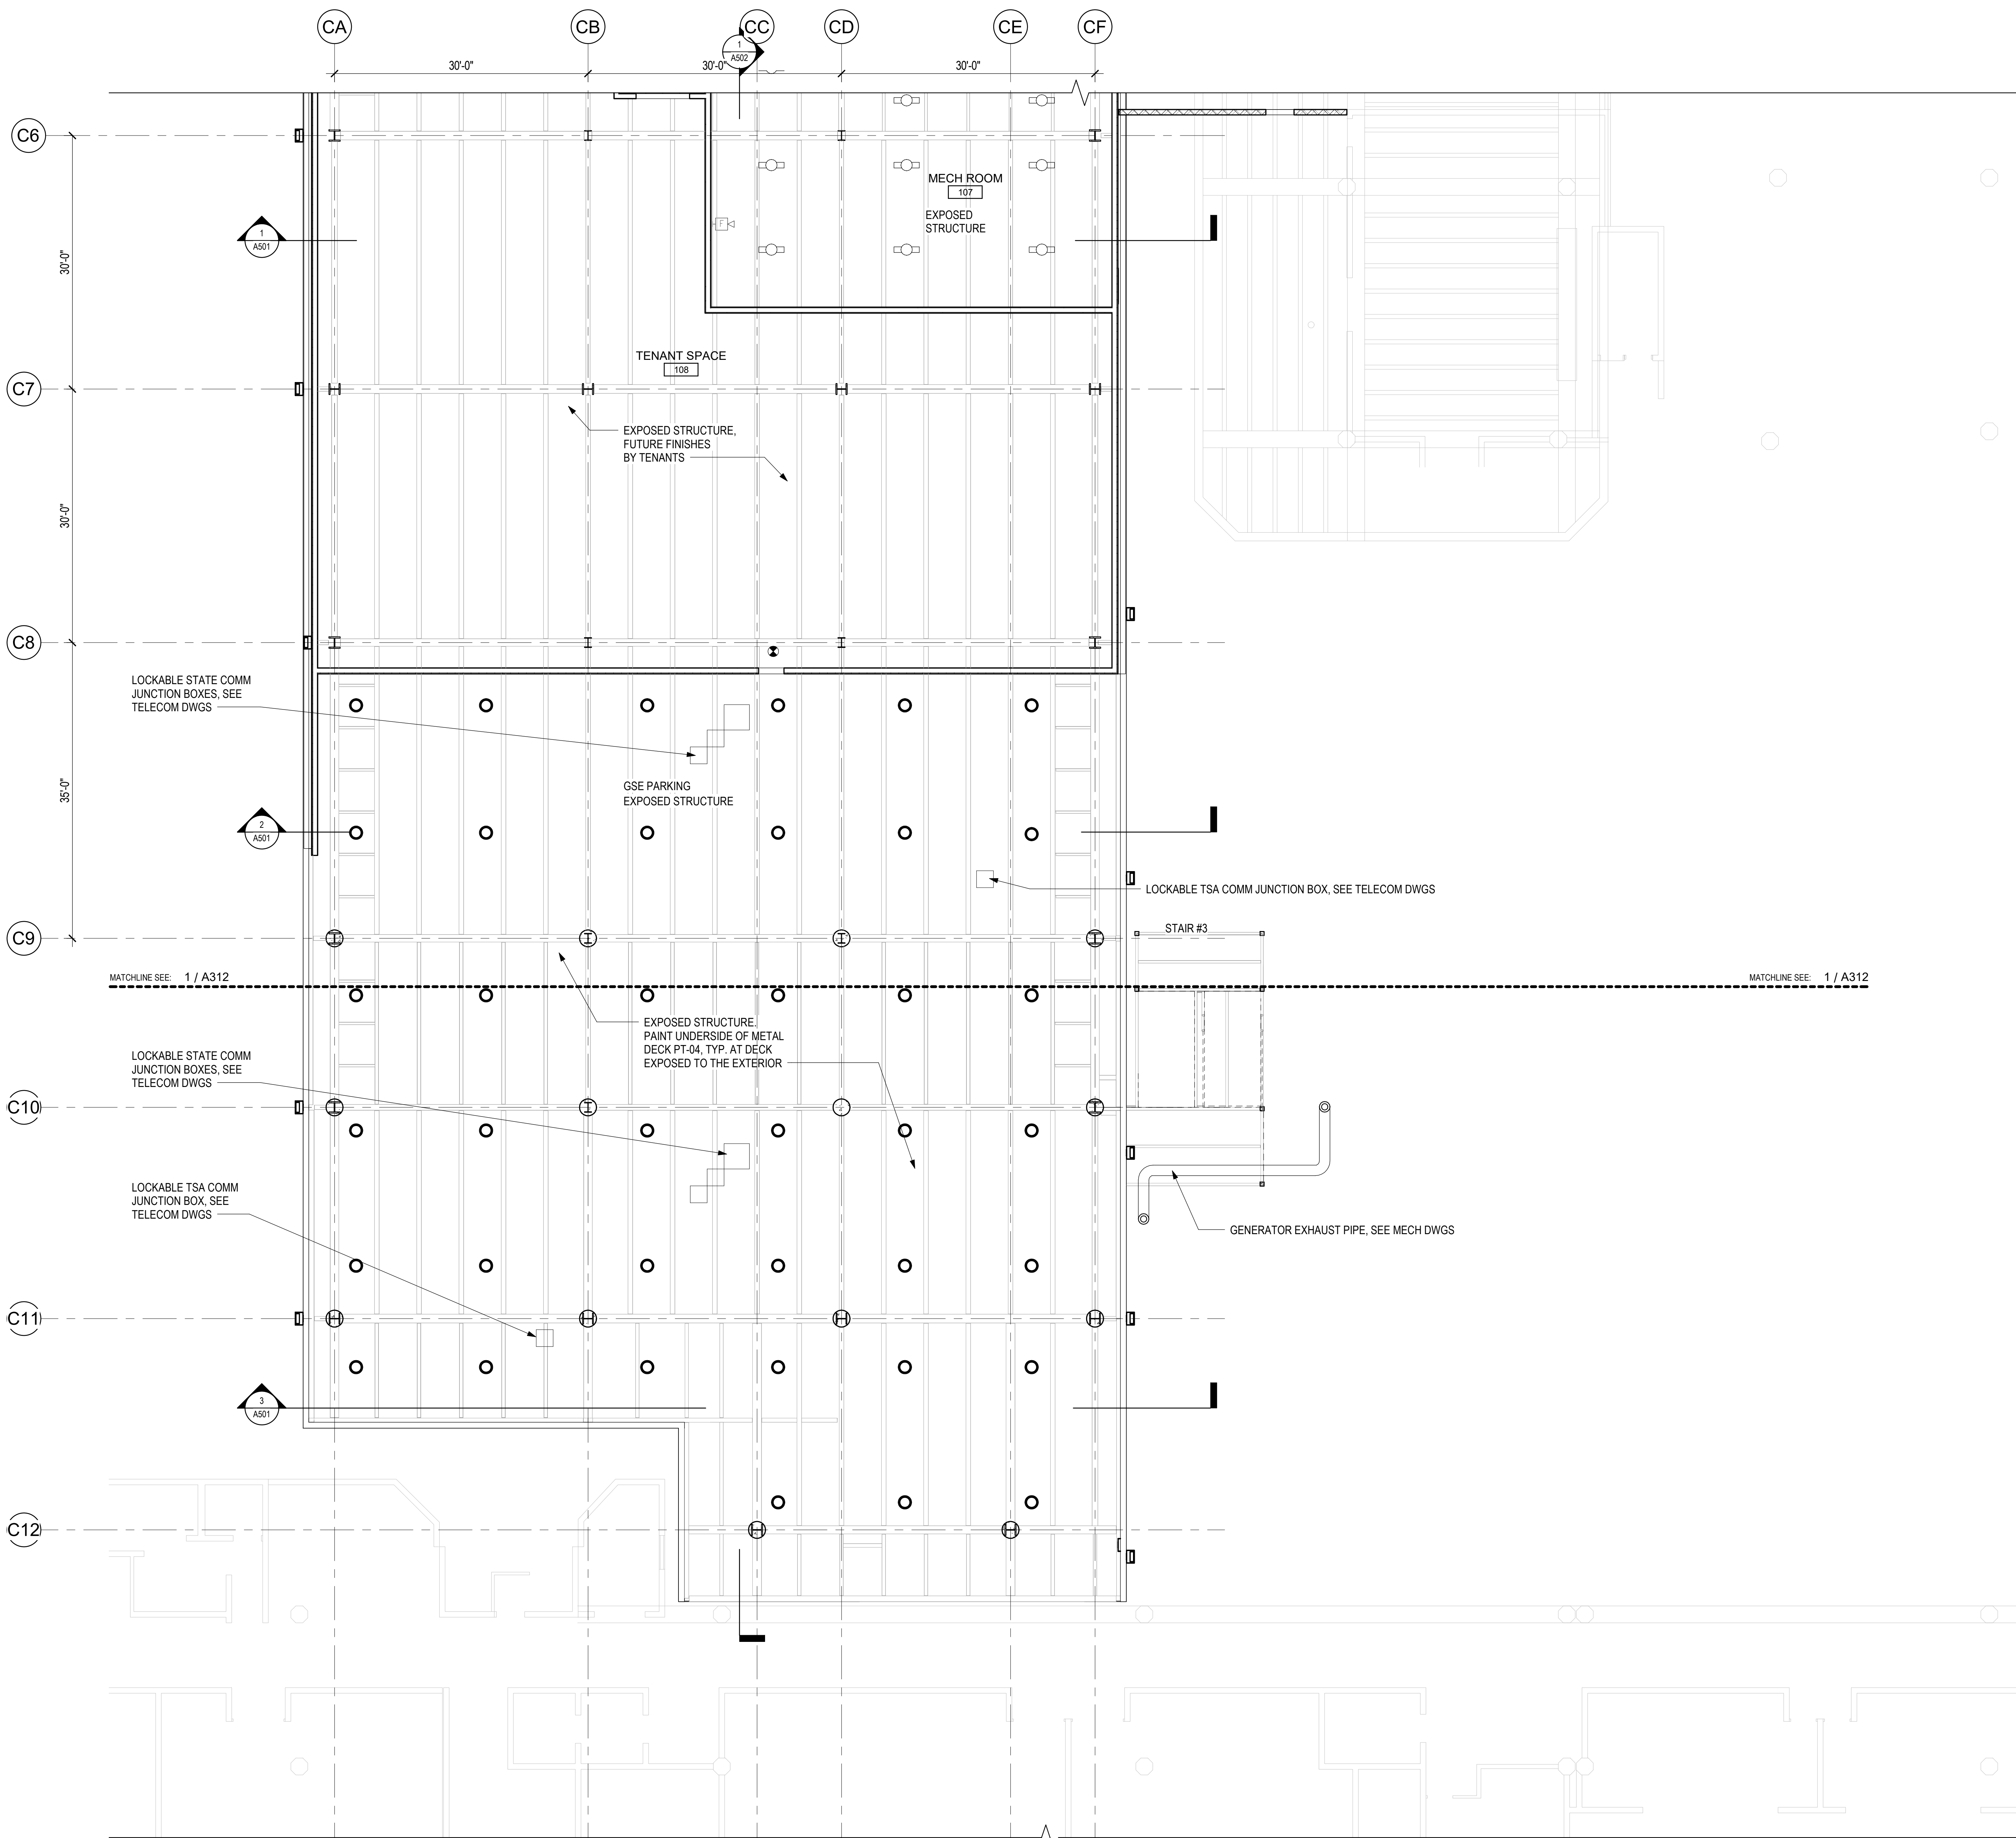 CA
CB
CC
CD
CE
CF
1
A502
30'-0"
30'-0"
30'-0"
C6
MECH ROOM
107
EXPOSED
STRUCTURE
F
1
A501
30'-0"
TENANT SPACE
108
C7
EXPOSED STRUCTURE,
FUTURE FINISHES
BY TENANTS
30'-0"
C8
LOCKABLE STATE COMM
JUNCTION BOXES, SEE
TELECOM DWGS
GSE PARKING
EXPOSED STRUCTURE
35'-0"
2
A501
LOCKABLE TSA COMM JUNCTION BOX, SEE TELECOM DWGS
STAIR #3
C9
MATCHLINE SEE: 1 / A312
MATCHLINE SEE: 1 / A312
EXPOSED STRUCTURE.
PAINT UNDERSIDE OF METAL
DECK PT-04, TYP. AT DECK
EXPOSED TO THE EXTERIOR
LOCKABLE STATE COMM
JUNCTION BOXES, SEE
TELECOM DWGS
C10
LOCKABLE TSA COMM
JUNCTION BOX, SEE
TELECOM DWGS
GENERATOR EXHAUST PIPE, SEE MECH DWGS
C11
3
A501
C12